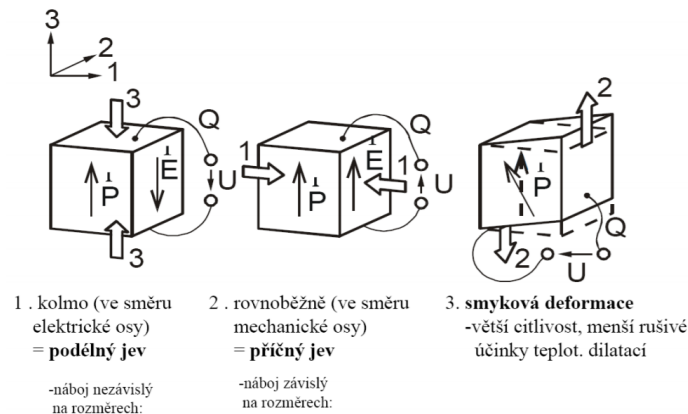 3
2
1
3
P
E
Q
U
3
1
P
E
1
Q
U
2
P
Q
2
U
1 . kolmo (ve směru
elektrické osy)
= podélný jev
-náboj nezávislý
na rozměrech:
2 . rovnoběžně (ve směru
mechanické osy)
= příčný jev
-náboj závislý
na rozměrech:
3. smyková deformace
-větší citlivost, menší rušivé
účinky teplot. dilatací